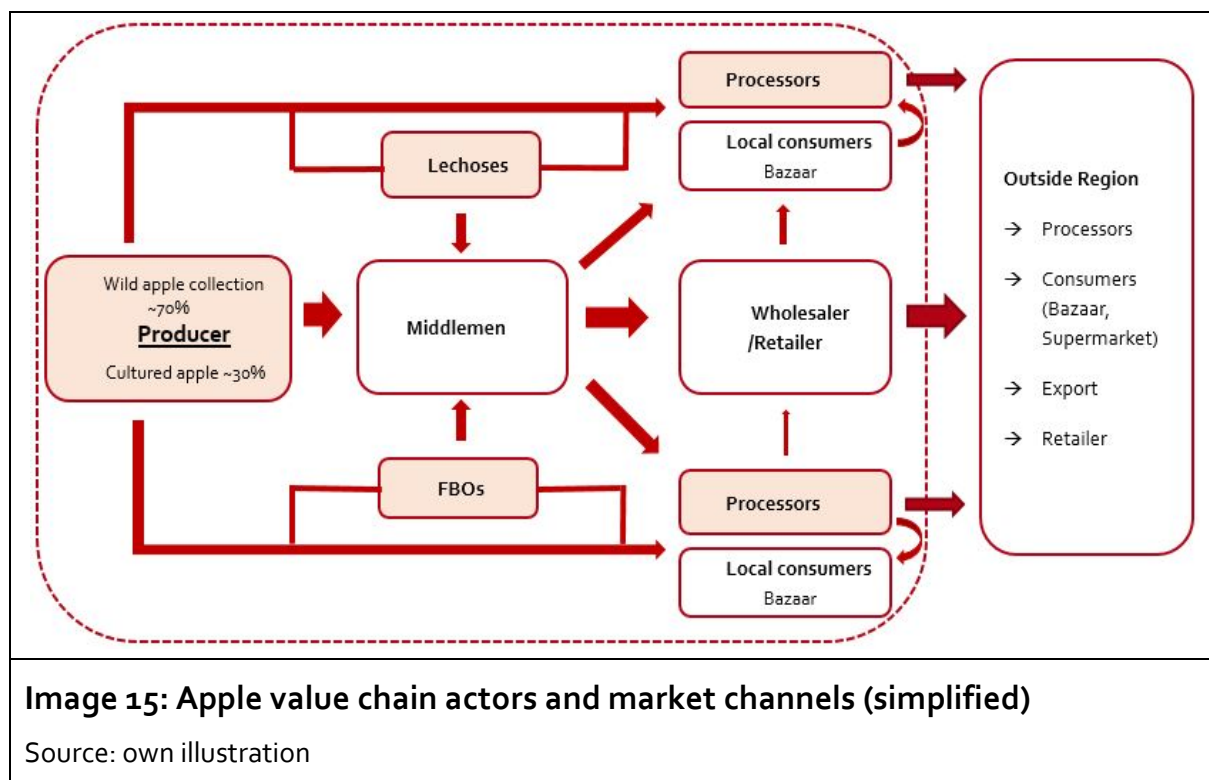 Processors
Local consumers
Bazaar
Lechoses
Wild apple collection
~70%
Producer
Cultured apple ~30%
Middlemen
Wholesaler
/Retailer
FBOs
Processors
Local consumers
Bazaar
Outside Region
→ Processors
→ Consumers
(Bazaar,
Supermarket)
→ Export
→ Retailer
Image 15: Apple value chain actors and market channels (simplified)
Source: own illustration